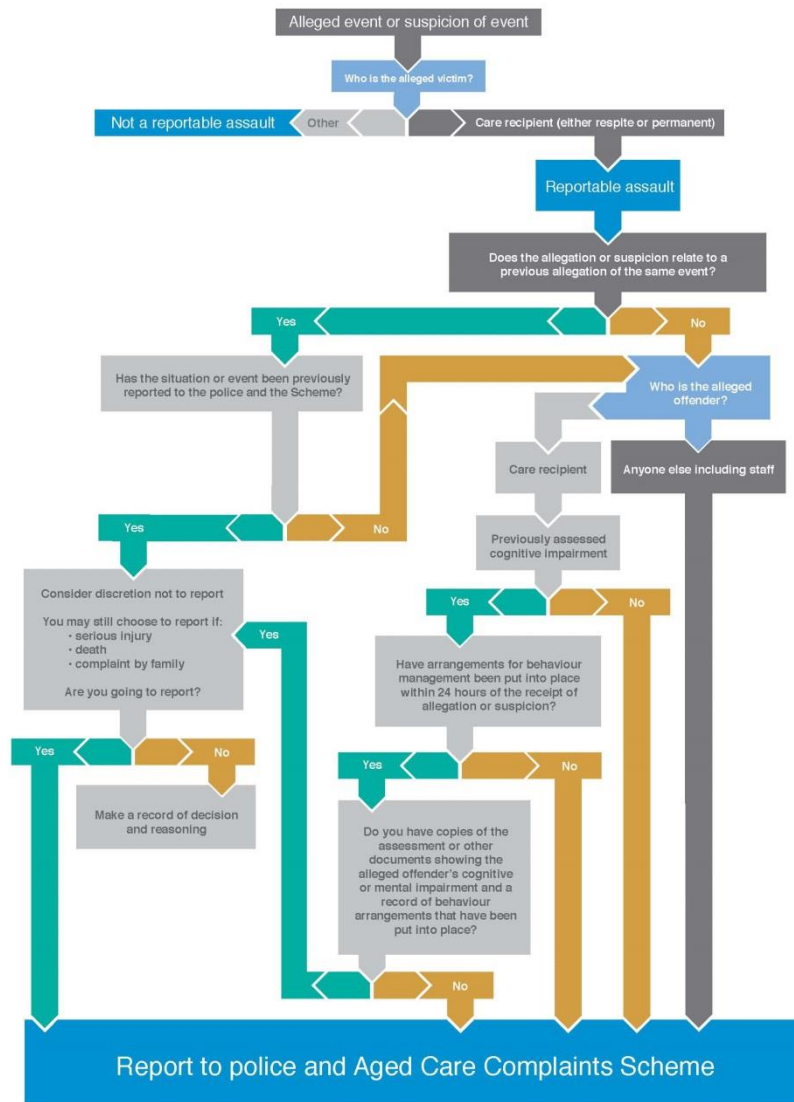 Alleged event or suspicion of event
Who is the alleged victim?
Not a reportable assault
Other
Care recipient (either respite or permanent)
Reportable assault
Does the allegation or suspicion relate to a
previous allegation of the same event?
Yes
No
Has the situation or event been previously
reported to the police and the Scheme?
Who is the alleged
offender?
Care recipient
Anyone else including staff
Yes
No
Previously assessed
cognitive impairment
Consider discretion not to report
You may still choose to report if:
• serious injury
• death
• complaint by family
Are you going to report?
Yes
Yes
No
Have arrangements for behaviour
management been put into place
within 24 hours of the receipt of
allegation or suspicion?
Yes
No
Make a record of decision
and reasoning
Yes
No
Do you have copies of the
assessment or other
documents showing the
alleged offender's cognitive
or mental impairment and a
record of behaviour
arrangements that have been
put into place?
No
Report to police and Aged Care Complaints Scheme